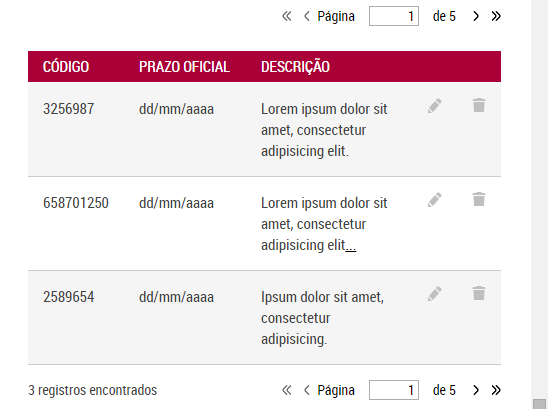 « ‹ Página 1 de 5 › »
CÓDIGO PRAZO OFICIAL DESCRIÇÃO
3256987 dd/mm/aaaa Lorem ipsum dolor sit
amet, consectetur
adipisicing elit.
658701250 dd/mm/aaaa Lorem ipsum dolor sit
amet, consectetur
adipisicing elit...
2589654 dd/mm/aaaa Ipsum dolor sit amet,
consectetur
adipisicing.
3 registros encontrados « ‹ Página 1 de 5 › »